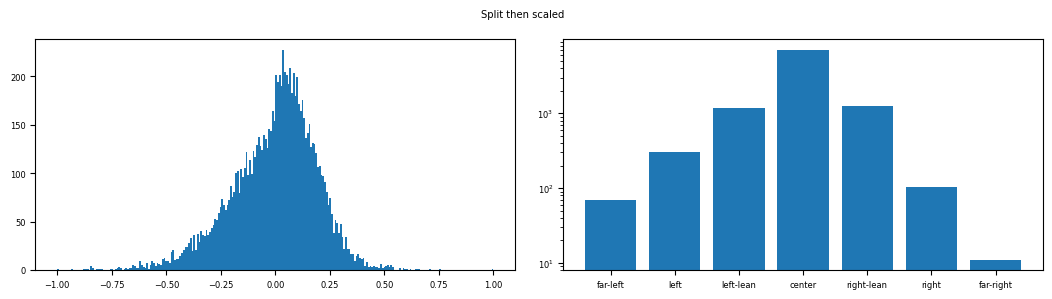 Split then scaled
200
150
100
50
0
−1.00 −0.75 −0.50 −0.25 0.00 0.25 0.50 0.75 1.00
10³
10²
10¹
far-left left left-lean center right-lean right far-right